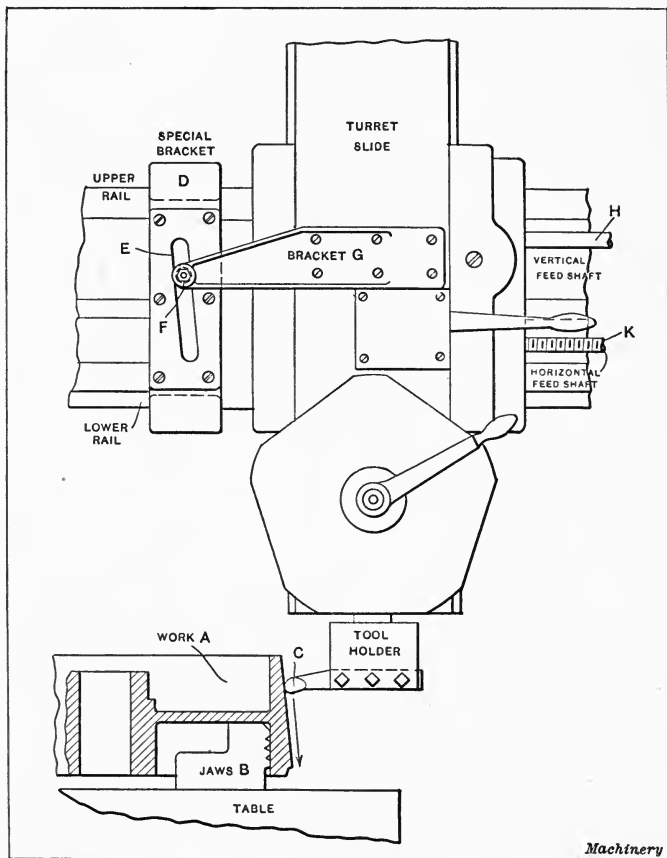 TURRET
SLIDE
SPECIAL
BRACKET
D
UPPER
RAIL
E
BRACKET G
F
H
VERTICAL
FEED SHAFT
K
HORIZONTAL
FEED SHAFT
LOWER
RAIL
WORK A
C
TOOL
HOLDER
JAWS B
TABLE
Machinery